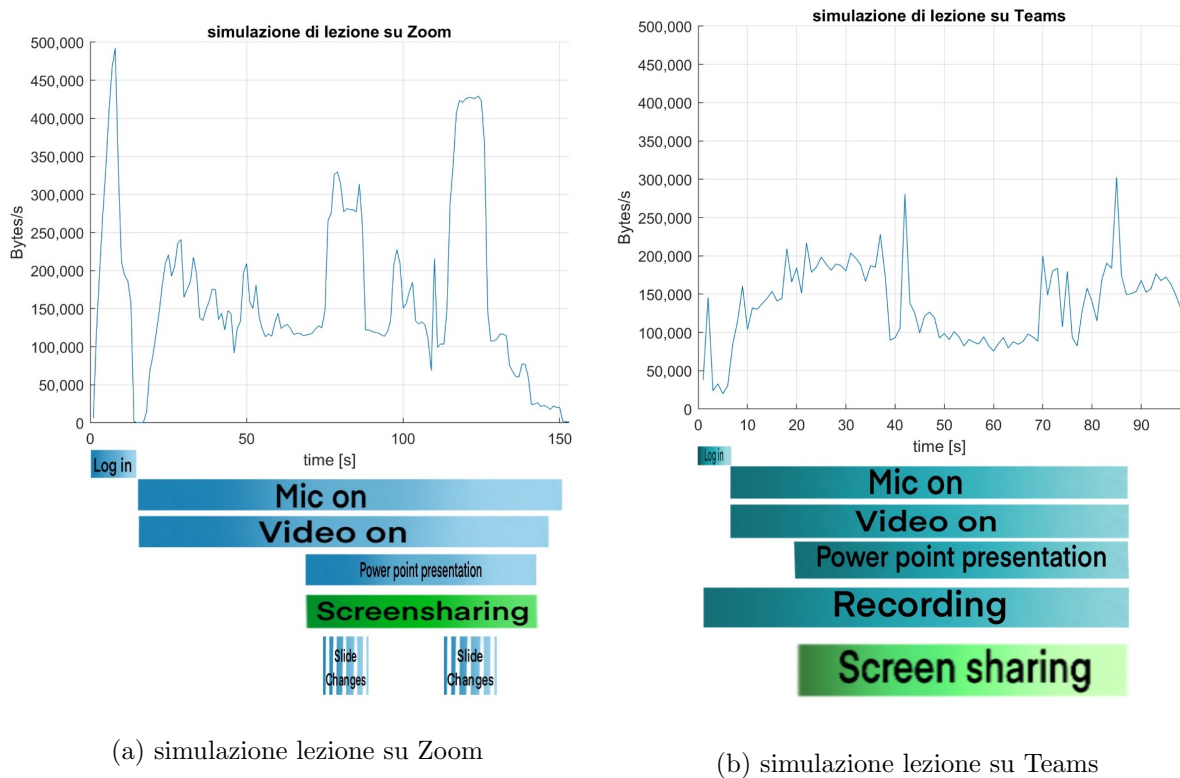 simulazione di lezione su Zoom
500,000
450,000
400,000
350,000
300,000
250,000
200,000
150,000
100,000
50,000
0
Bytes/s
0
50
100
150
time [s]
Log in
Mic on
Video on
Power point presentation
Screensharing
Slide
Changes
Slide
Changes
(a) simulazione lezione su Zoom
simulazione di lezione su Teams
500,000
450,000
400,000
350,000
300,000
250,000
200,000
150,000
100,000
50,000
0
Bytes/s
0
10
20
30
40
50
60
70
80
90
time [s]
Log in
Mic on
Video on
Power point presentation
Recording
Screen sharing
(b) simulazione lezione su Teams